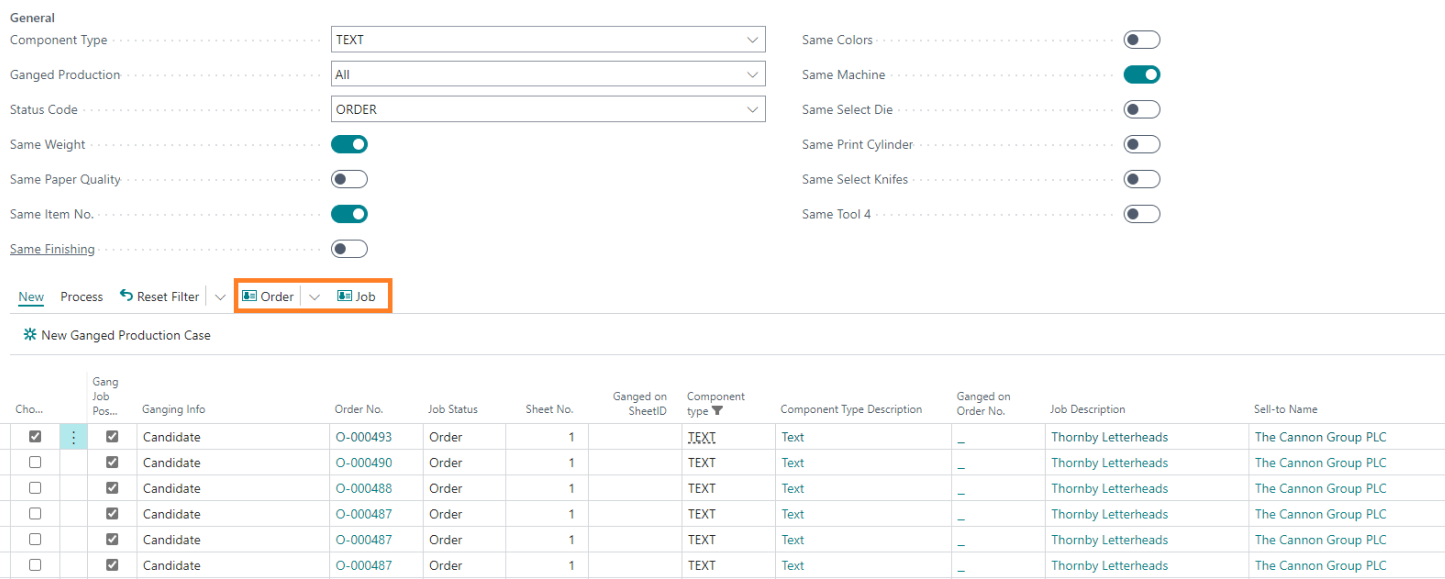 General
Component Type TEXT Same Colors
Ganged Production All Same Machine
Status Code ORDER Same Select Die
Same Weight Same Print Cylinder
Same Paper Quality Same Select Knifes
Same Item No. Same Tool 4
Same Finishing
New Process Reset Filter Order Job
New Ganged Production Case
Cho... Gang Job Pos... Ganging Info Order No. Job Status Sheet No. Ganged on SheetID Component type Component Type Description Ganged on Order No. Job Description Sell-to Name
Candidate O-000493 Order 1 TEXT Text _ Thornby Letterheads The Cannon Group PLC
Candidate O-000490 Order 1 TEXT Text _ Thornby Letterheads The Cannon Group PLC
Candidate O-000488 Order 1 TEXT Text _ Thornby Letterheads The Cannon Group PLC
Candidate O-000487 Order 1 TEXT Text _ Thornby Letterheads The Cannon Group PLC
Candidate O-000487 Order 1 TEXT Text _ Thornby Letterheads The Cannon Group PLC
Candidate O-000487 Order 1 TEXT Text _ Thornby Letterheads The Cannon Group PLC